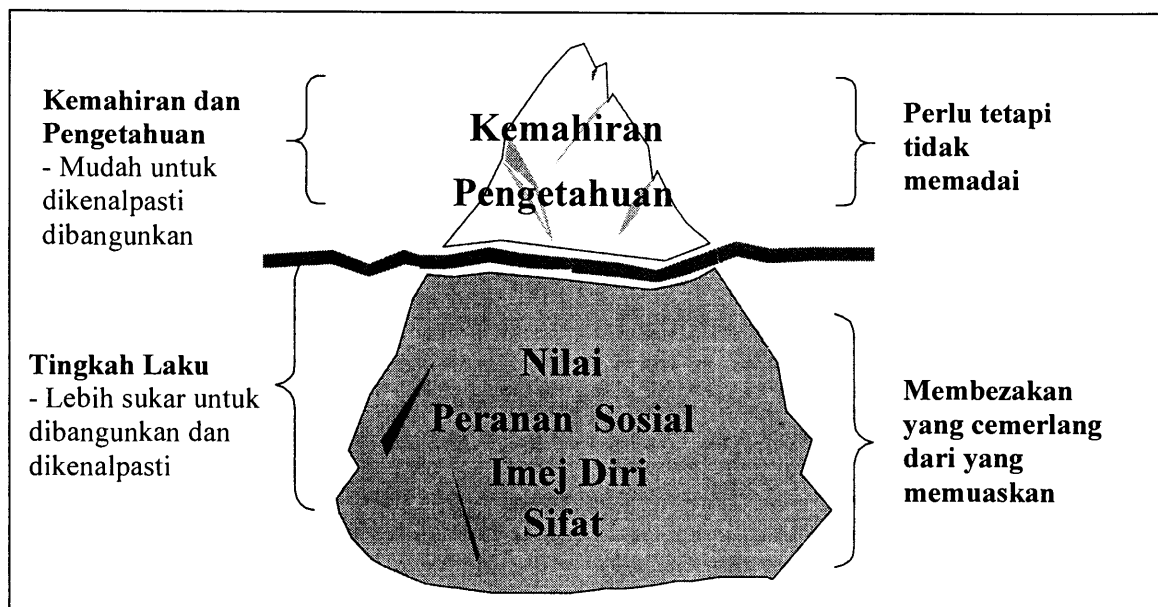 Kemahiran dan
Pengetahuan
- Mudah untuk
dikenalpasti
dibangunkan
Kemahiran
Pengetahuan
Perlu tetapi
tidak
memadai
Tingkah Laku
- Lebih sukar untuk
dibangunkan dan
dikenalpasti
Nilai
Peranan Sosial
Imej Diri
Sifat
Membezakan
yang cemerlang
dari yang
memuaskan